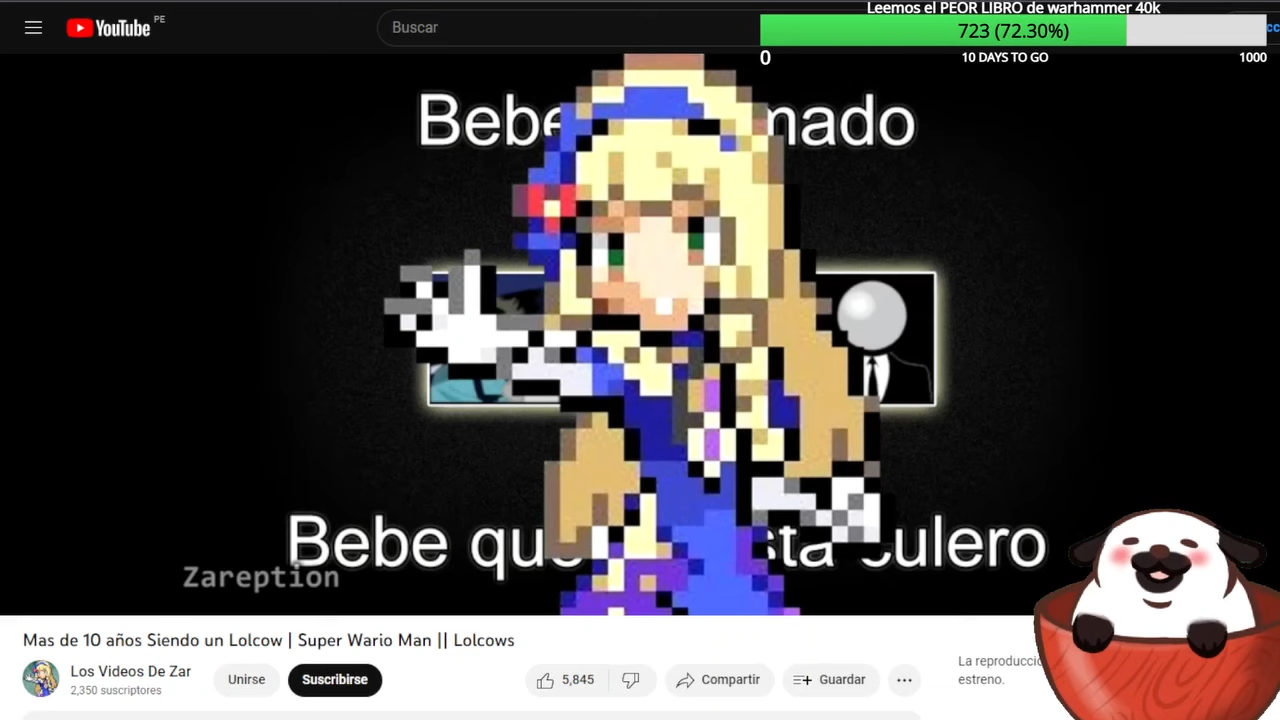 Leemos el PEOR LIBRO de warhammer 40k
YouTube PE
Buscar
723 (72.30%)
0
10 DAYS TO GO
1000
Bebe
mado
Bebe que
sta culero
Zareption
Mas de 10 años Siendo un Lolcow | Super Wario Man || Lolcows
Los Videos De Zar
2,350 suscriptores
Unirse
Suscribirse
5,845
Compartir
Guardar
La reproducció
estreno.